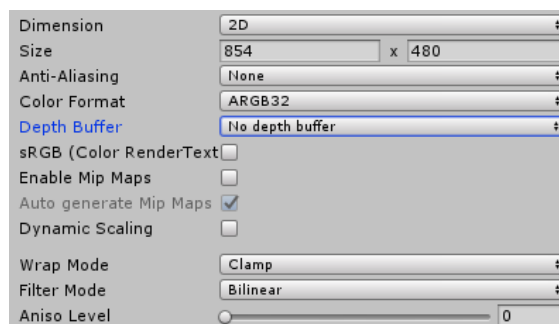 Dimension 2D
Size 854 x 480
Anti-Aliasing None
Color Format ARGB32
Depth Buffer No depth buffer
sRGB (Color RenderText
Enable Mip Maps
Auto generate Mip Maps
Dynamic Scaling
Wrap Mode Clamp
Filter Mode Bilinear
Aniso Level 0